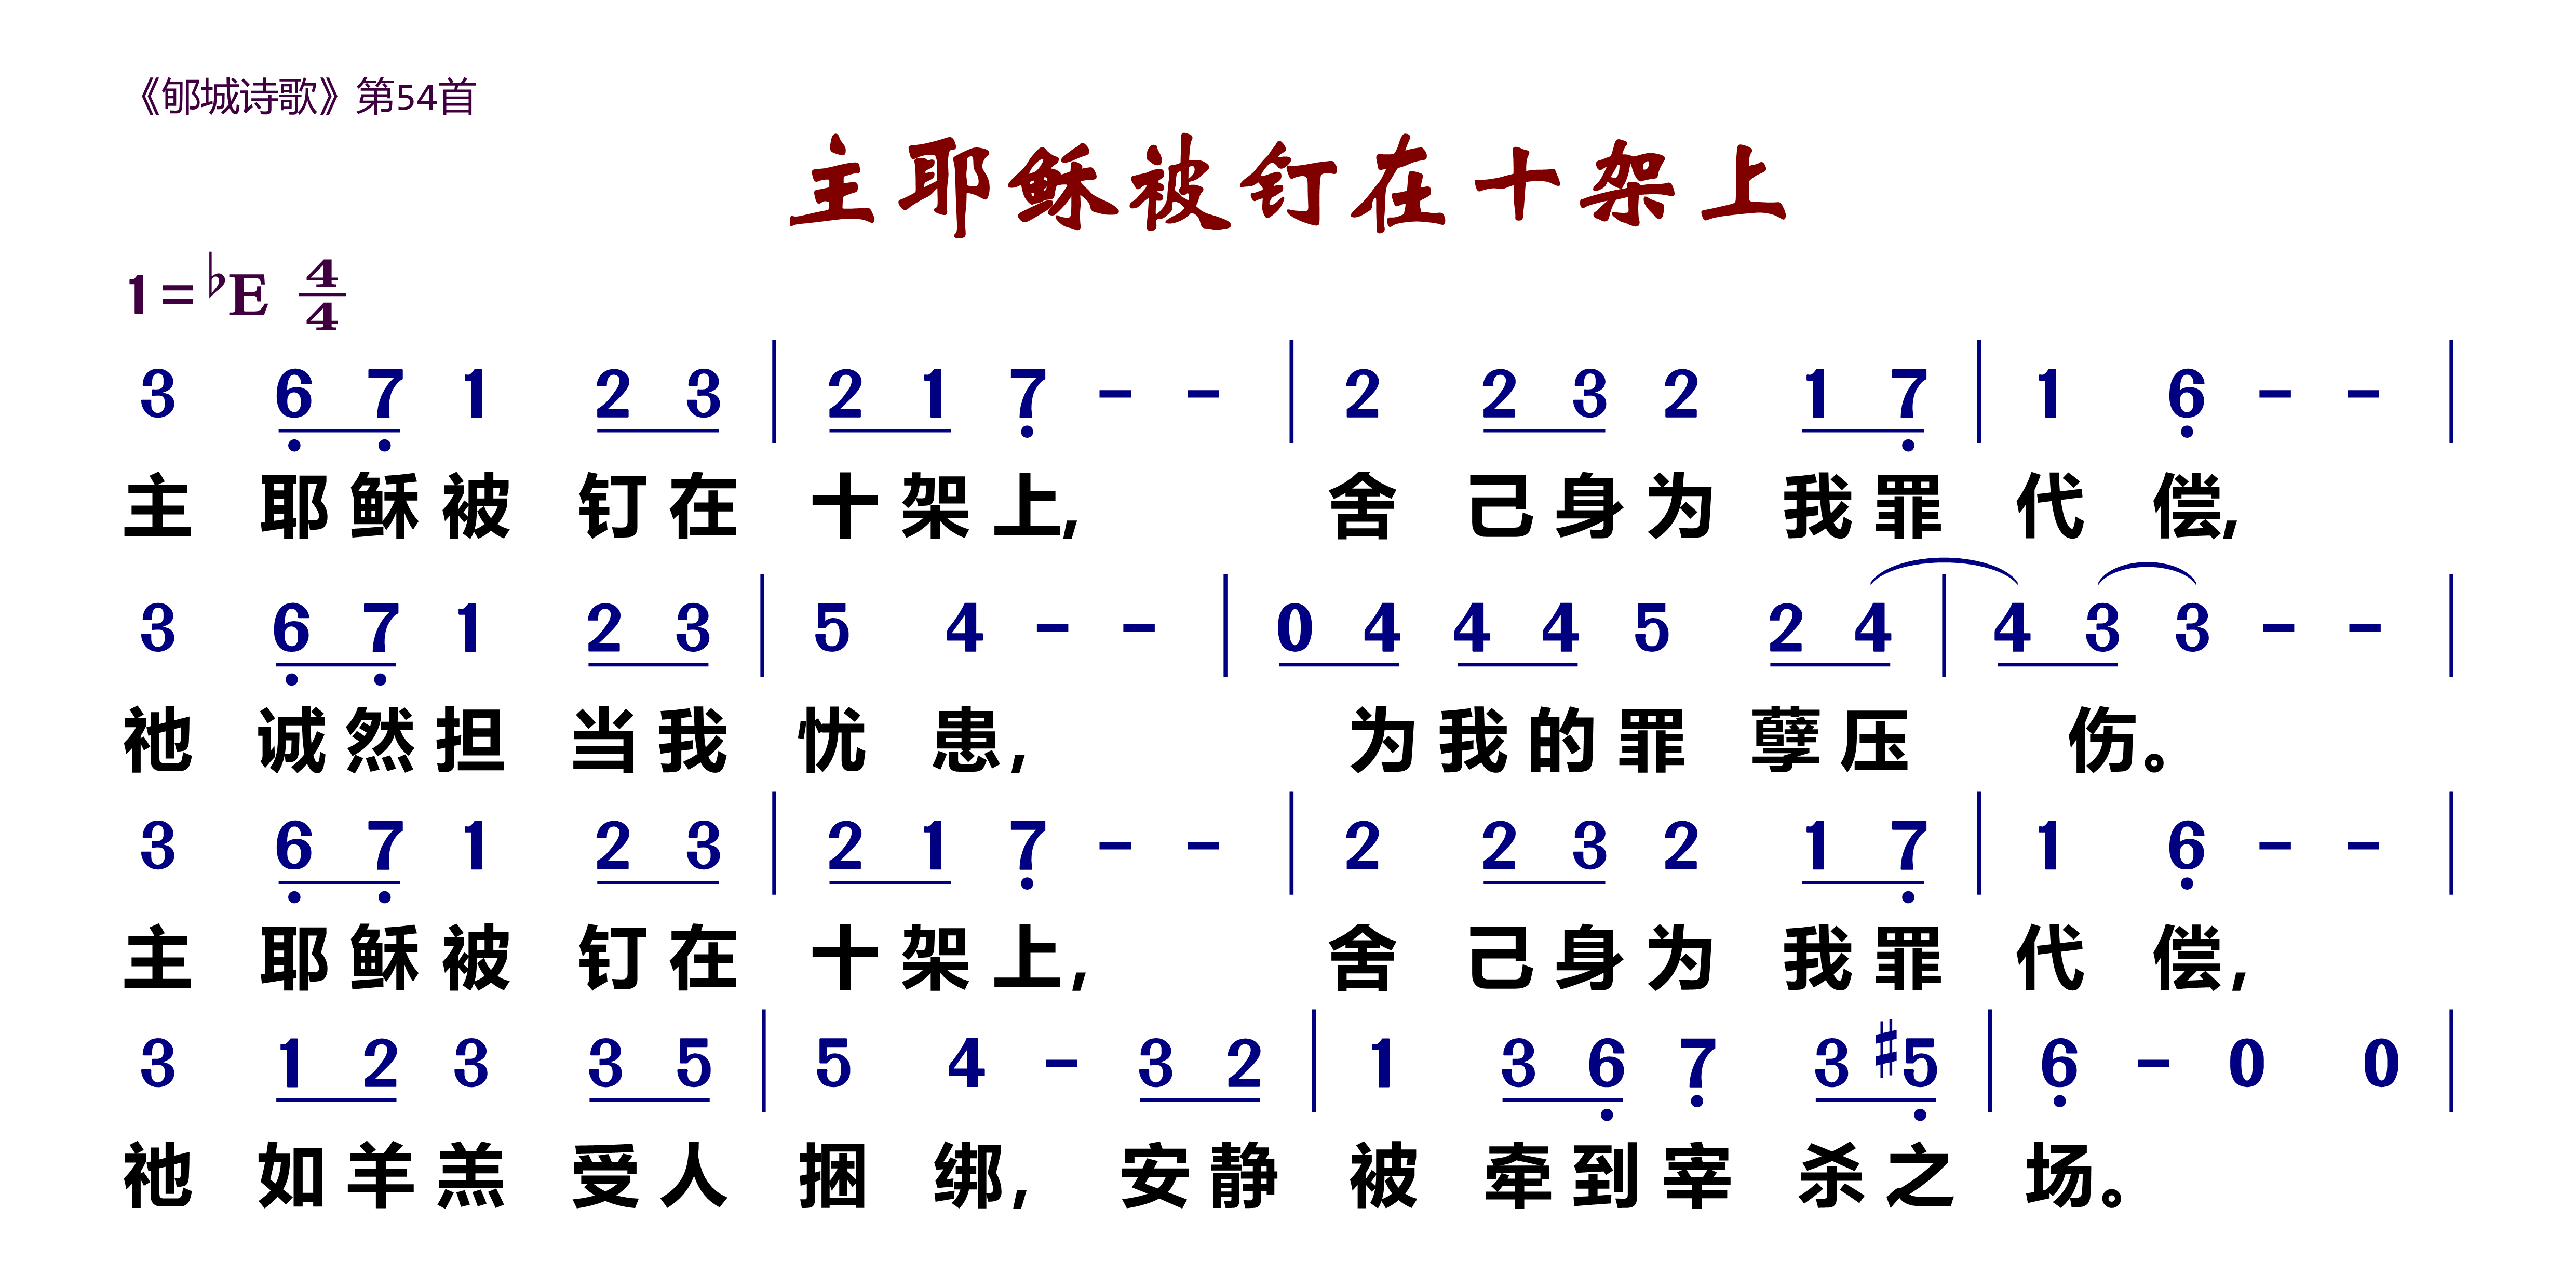 《郇城诗歌》第54首
主耶稣被钉在十架上
1=♭E 4/4
3 6 7 1 2 3 | 2 1 7 - - | 2 2 3 2 1 7 | 1 6 - - |
主 耶稣被 钉在 十架上, 舍 己身为 我罪 代 偿,
3 6 7 1 2 3 | 5 4 - - | 0 4 4 4 5 2 4 | 4 3 3 - - |
祂 诚然担 当我 忧 患, 为我的罪 孽压 伤。
3 6 7 1 2 3 | 2 1 7 - - | 2 2 3 2 1 7 | 1 6 - - |
主 耶稣被 钉在 十架上, 舍 己身为 我罪 代 偿,
3 1 2 3 3 5 | 5 4 - 3 2 | 1 3 6 7 3 #5 | 6 - 0 0 |
祂 如羊羔 受人 捆 绑, 安静 被 牵到宰 杀之 场。